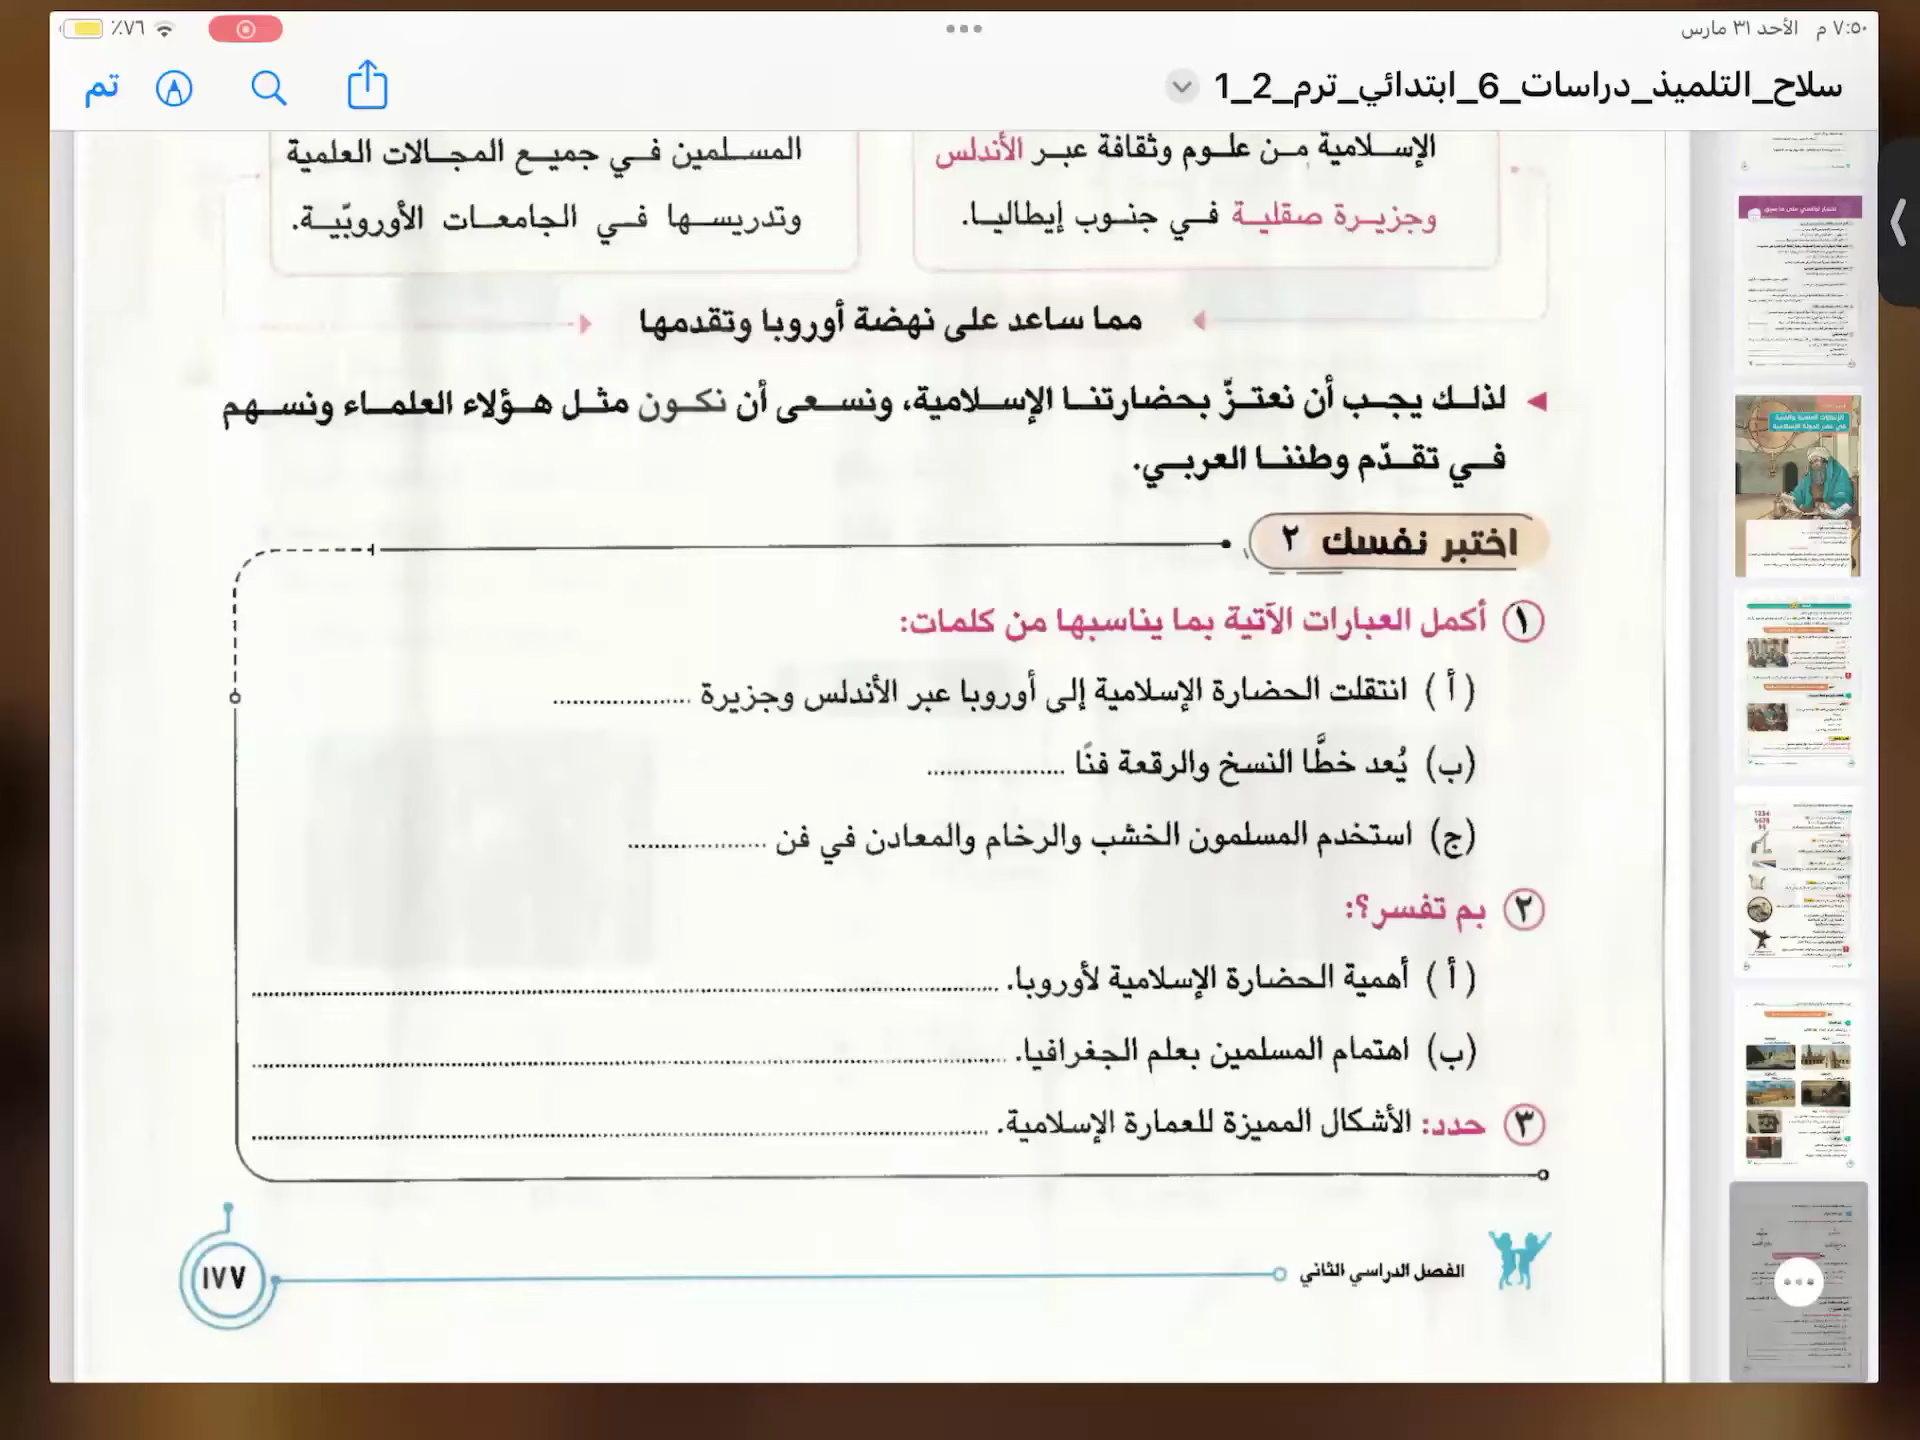 ٧:٥٠ م الأحد ٣١ مارس
٪٧٦
سلاح_التلميذ_دراسات_6_ابتدائي_ترم_2_1
تم
الإسلامية من علوم وثقافة عبر الأندلس
وجزيرة صقلية في جنوب إيطاليا.
المسلمين في جميع المجالات العلمية
وتدريسها في الجامعات الأوروبّية.
مما ساعد على نهضة أوروبا وتقدمها
لذلك يجب أن نعتزّ بحضارتنا الإسلامية، ونسعى أن نكون مثل هؤلاء العلماء ونسهم
في تقدّم وطننا العربي.
اختبر نفسك ٢
١ أكمل العبارات الآتية بما يناسبها من كلمات:
(أ) انتقلت الحضارة الإسلامية إلى أوروبا عبر الأندلس وجزيرة ..................
(ب) يُعد خطَّا النسخ والرقعة فنًا ..................
(ج) استخدم المسلمون الخشب والرخام والمعادن في فن ..................
٢ بم تفسر؟:
(أ) أهمية الحضارة الإسلامية لأوروبا. ..................
(ب) اهتمام المسلمين بعلم الجغرافيا. ..................
٣ حدد: الأشكال المميزة للعمارة الإسلامية. ..................
الفصل الدراسي الثاني
١٧٧